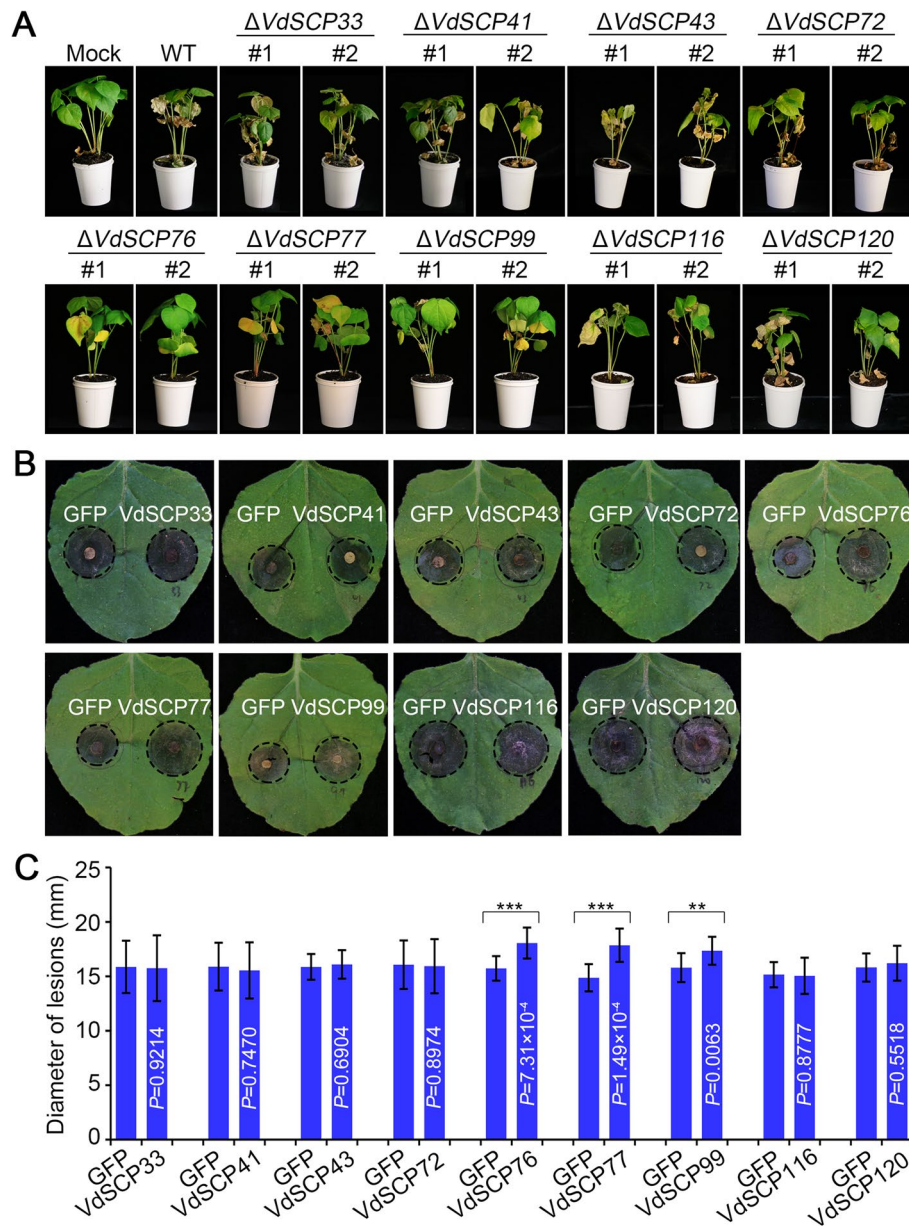 A
ΔVdSCP33 ΔVdSCP41 ΔVdSCP43 ΔVdSCP72
Mock WT #1 #2 #1 #2 #1 #2 #1 #2
ΔVdSCP76 ΔVdSCP77 ΔVdSCP99 ΔVdSCP116 ΔVdSCP120
#1 #2 #1 #2 #1 #2 #1 #2 #1 #2
B
GFP VdSCP33 GFP VdSCP41 GFP VdSCP43 GFP VdSCP72 GFP VdSCP76
GFP VdSCP77 GFP VdSCP99 GFP VdSCP116 GFP VdSCP120
C
Diameter of lesions (mm)
25
20
15
10
5
0
*** *** **
P=0.9214 P=0.7470 P=0.6904 P=0.8974 P=7.31×10⁻⁴ P=1.49×10⁻⁴ P=0.0063 P=0.8777 P=0.5518
GFP VdSCP33 GFP VdSCP41 GFP VdSCP43 GFP VdSCP72 GFP VdSCP76 GFP VdSCP77 GFP VdSCP99 GFP VdSCP116 GFP VdSCP120